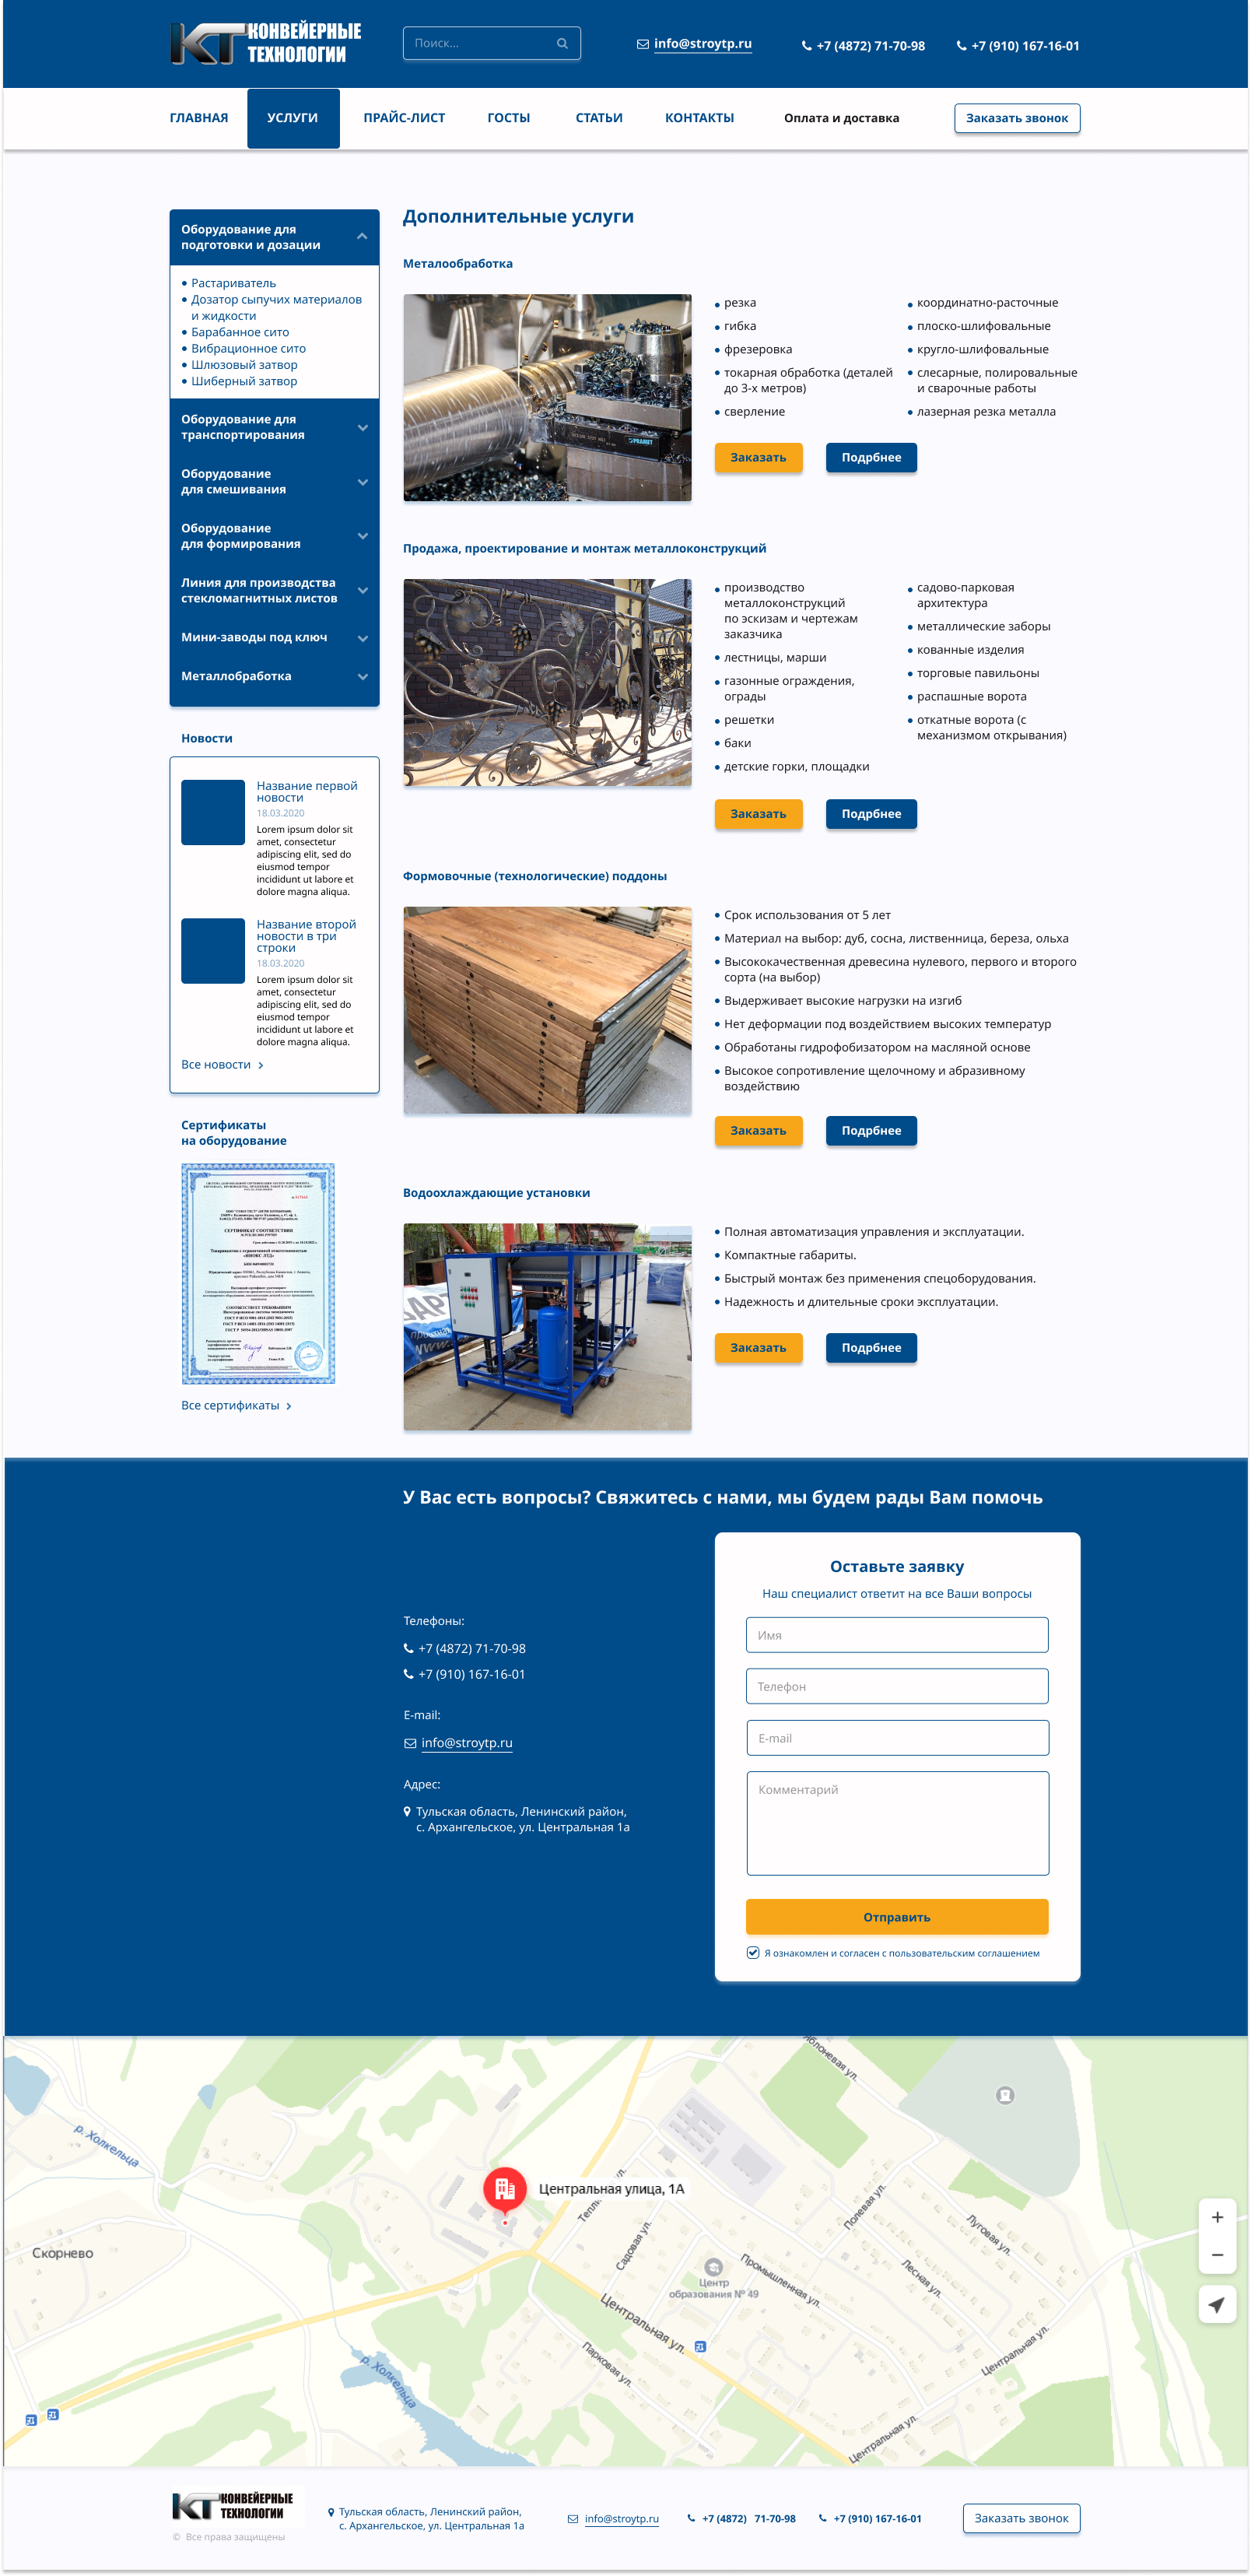 КТ КОНВЕЙЕРНЫЕ
ТЕХНОЛОГИИ
Поиск...
info@stroytp.ru
+7 (4872) 71-70-98
+7 (910) 167-16-01
ГЛАВНАЯ
УСЛУГИ
ПРАЙС-ЛИСТ
ГОСТЫ
СТАТЬИ
КОНТАКТЫ
Оплата и доставка
Заказать звонок
Оборудование для
подготовки и дозации
Растариватель
Дозатор сыпучих материалов
и жидкости
Барабанное сито
Вибрационное сито
Шлюзовый затвор
Шиберный затвор
Оборудование для
транспортирования
Оборудование
для смешивания
Оборудование
для формирования
Линия для производства
стекломагнитных листов
Мини-заводы под ключ
Металлобработка
Новости
Название первой
новости
18.03.2020
Lorem ipsum dolor sit
amet, consectetur
adipiscing elit, sed do
eiusmod tempor
incididunt ut labore et
dolore magna aliqua.
Название второй
новости в три
строки
18.03.2020
Lorem ipsum dolor sit
amet, consectetur
adipiscing elit, sed do
eiusmod tempor
incididunt ut labore et
dolore magna aliqua.
Все новости
Сертификаты
на оборудование
СЕРТИФИКАТ СООТВЕТСТВИЯ
Все сертификаты
Дополнительные услуги
Металообработка
PRAMET
резка
гибка
фрезеровка
токарная обработка (деталей
до 3-х метров)
сверление
координатно-расточные
плоско-шлифовальные
кругло-шлифовальные
слесарные, полировальные
и сварочные работы
лазерная резка металла
Заказать
Подрбнее
Продажа, проектирование и монтаж металлоконструкций
производство
металлоконструкций
по эскизам и чертежам
заказчика
лестницы, марши
газонные ограждения,
ограды
решетки
баки
детские горки, площадки
садово-парковая
архитектура
металлические заборы
кованные изделия
торговые павильоны
распашные ворота
откатные ворота (с
механизмом открывания)
Заказать
Подрбнее
Формовочные (технологические) поддоны
Срок использования от 5 лет
Материал на выбор: дуб, сосна, лиственница, береза, ольха
Высококачественная древесина нулевого, первого и второго
сорта (на выбор)
Выдерживает высокие нагрузки на изгиб
Нет деформации под воздействием высоких температур
Обработаны гидрофобизатором на масляной основе
Высокое сопротивление щелочному и абразивному
воздействию
Заказать
Подрбнее
Водоохлаждающие установки
Полная автоматизация управления и эксплуатации.
Компактные габариты.
Быстрый монтаж без применения спецоборудования.
Надежность и длительные сроки эксплуатации.
Заказать
Подрбнее
У Вас есть вопросы? Свяжитесь с нами, мы будем рады Вам помочь
Телефоны:
+7 (4872) 71-70-98
+7 (910) 167-16-01
E-mail:
info@stroytp.ru
Адрес:
Тульская область, Ленинский район,
с. Архангельское, ул. Центральная 1а
Оставьте заявку
Наш специалист ответит на все Ваши вопросы
Имя
Телефон
E-mail
Комментарий
Отправить
Я ознакомлен и согласен с пользовательским соглашением
р. Холкельца
Скорнево
Центральная улица, 1А
Садовая ул.
Полевая ул.
Луговая ул.
Лесная ул.
Промышленная ул.
Центр
образования № 49
Центральная ул.
Парковая ул.
р. Холкельца
Центральная ул.
Центральная ул.
КТ КОНВЕЙЕРНЫЕ
ТЕХНОЛОГИИ
© Все права защищены
Тульская область, Ленинский район,
с. Архангельское, ул. Центральная 1а
info@stroytp.ru
+7 (4872) 71-70-98
+7 (910) 167-16-01
Заказать звонок